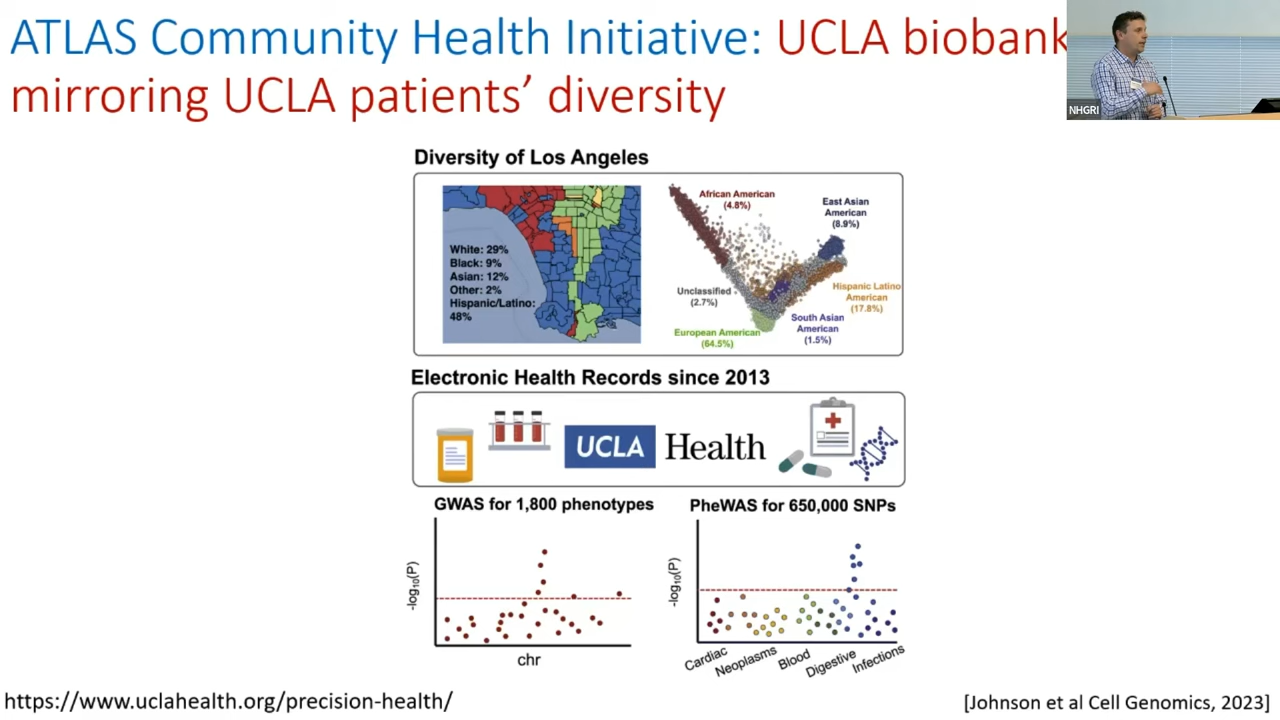 ATLAS Community Health Initiative: UCLA biobank
mirroring UCLA patients' diversity
NHGRI
Diversity of Los Angeles
White: 29%
Black: 9%
Asian: 12%
Other: 2%
Hispanic/Latino:
48%
African American
(4.8%)
East Asian
American
(8.9%)
Unclassified
(2.7%)
Hispanic Latino
American
(17.8%)
South Asian
American
(1.5%)
European American
(64.5%)
Electronic Health Records since 2013
UCLA Health
GWAS for 1,800 phenotypes
-log10(P)
chr
PheWAS for 650,000 SNPs
-log10(P)
Cardiac
Neoplasms
Blood
Digestive
Infections
https://www.uclahealth.org/precision-health/
[Johnson et al Cell Genomics, 2023]